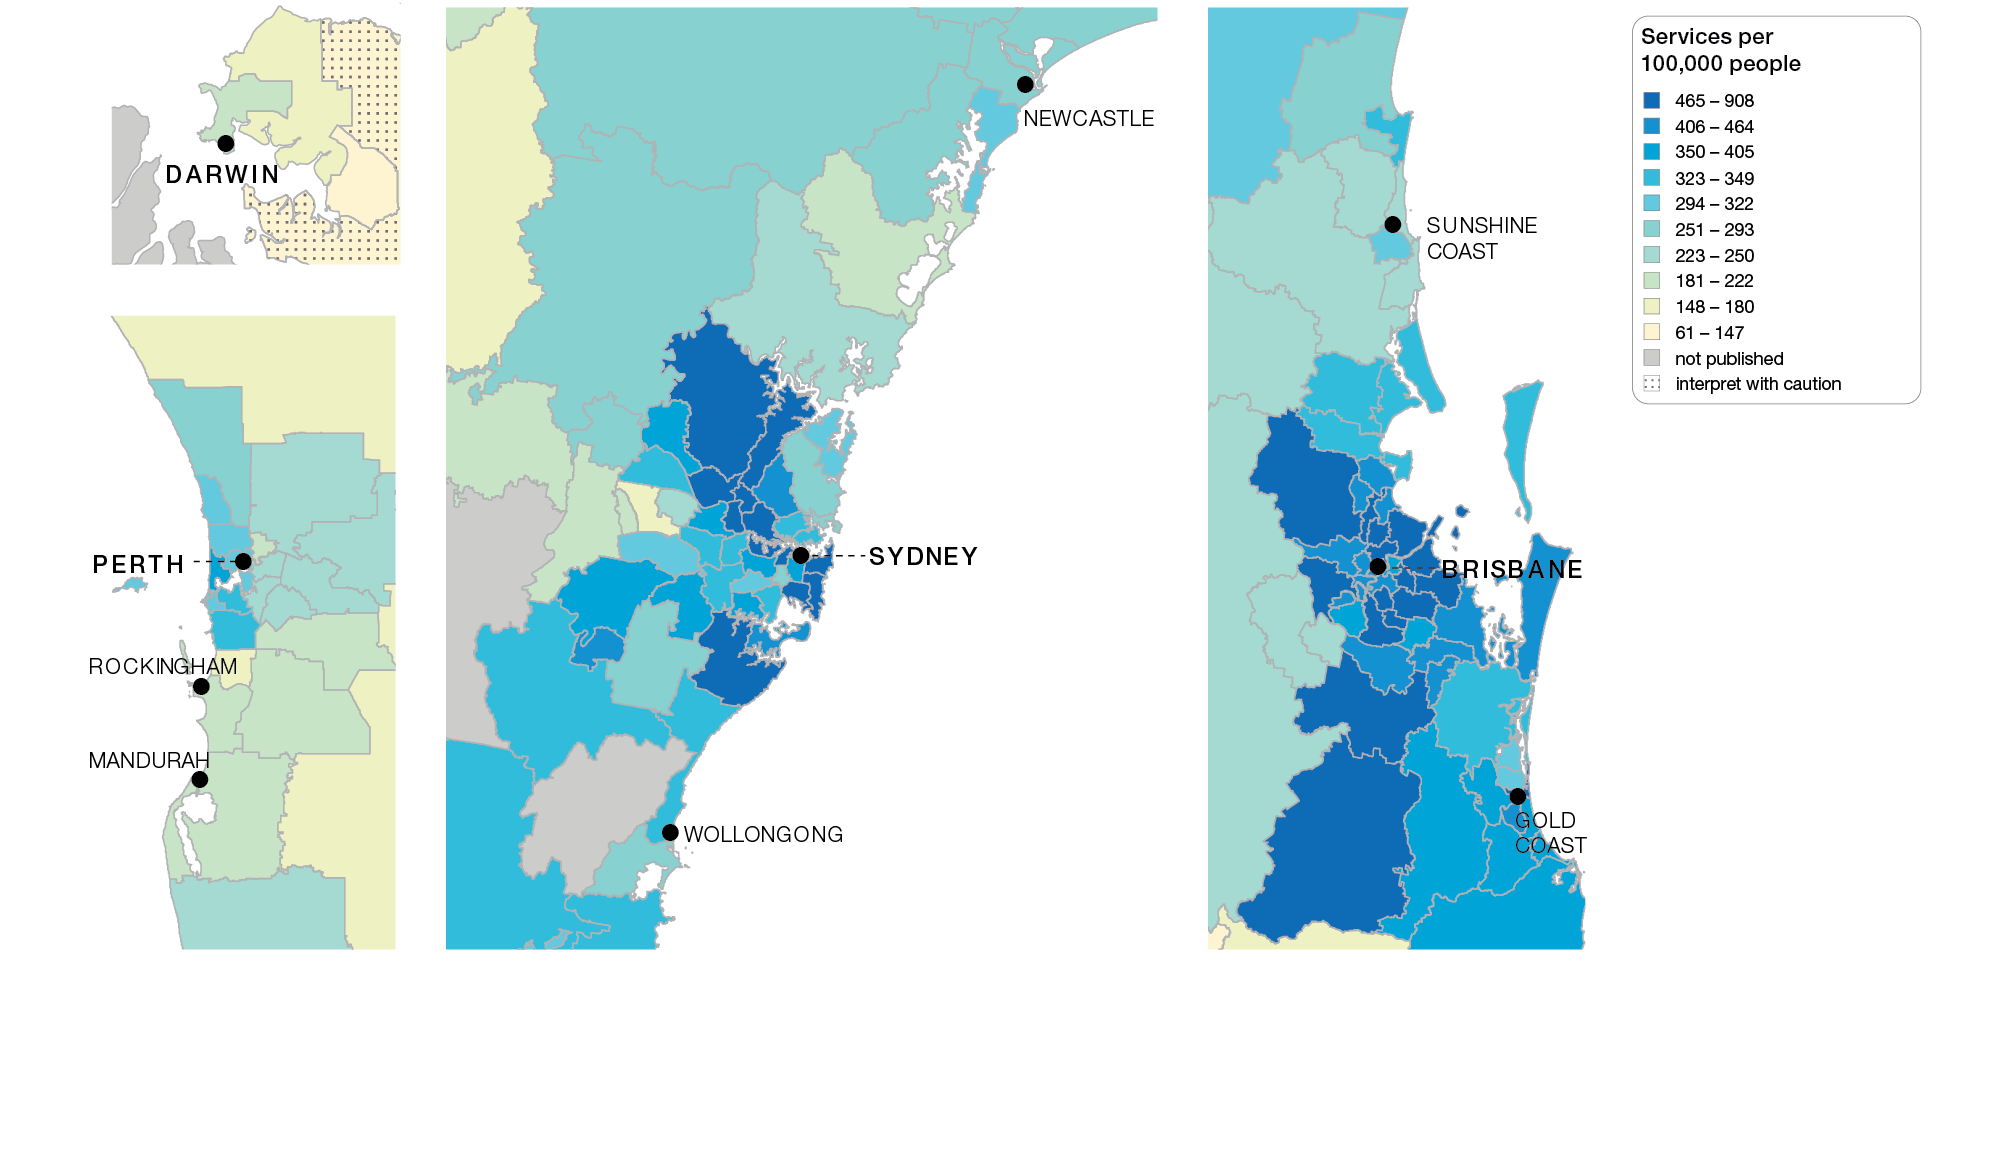 DARWIN
PERTH
ROCKINGHAM
MANDURAH
NEWCASTLE
SYDNEY
WOLLONGONG
SUNSHINE
COAST
BRISBANE
GOLD
COAST
Services per
100,000 people
465 – 908
406 – 464
350 – 405
323 – 349
294 – 322
251 – 293
223 – 250
181 – 222
148 – 180
61 – 147
not published
interpret with caution